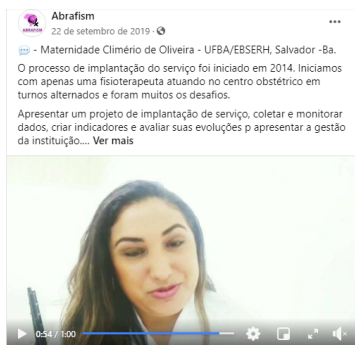 Abrafism
22 de setembro de 2019 ·
- Maternidade Climério de Oliveira - UFBA/EBSERH, Salvador -Ba.
O processo de implantação do serviço foi iniciado em 2014. Iniciamos
com apenas uma fisioterapeuta atuando no centro obstétrico em
turnos alternados e foram muitos os desafios.
Apresentar um projeto de implantação de serviço, coletar e monitorar
dados, criar indicadores e avaliar suas evoluções p apresentar a gestão
da instituição.... Ver mais
0:54 / 1:00